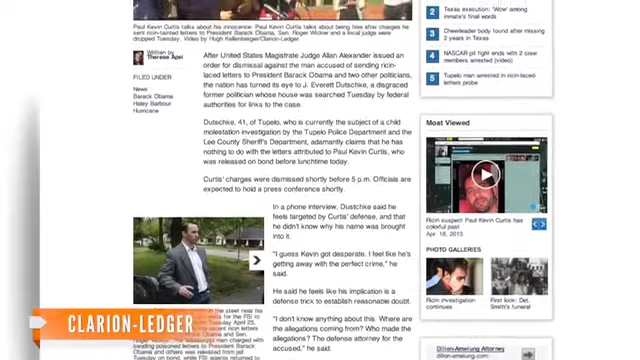 Paul Kevin Curtis talks about his innocence- Paul Kevin Curtis talks about being free after charges he
sent ricin-tainted letters to President Barack Obama, Sen. Roger Wicker and a local judge were
dropped Tuesday. Video by Hugh Kellenberger/Clarion-Ledger
Written by
Therese Apel
FILED UNDER
News
Barack Obama
Haley Barbour
Hurricane
After United States Magistrate Judge Allan Alexander issued an
order for dismissal against the man accused of sending ricin-
laced letters to President Barack Obama and two other politicians,
the nation has turned its eye to J. Everett Dutschke, a disgraced
former politician whose house was searched Tuesday by federal
authorities for links to the case.
Dutschke, 41, of Tupelo, who is currently the subject of a child
molestation investigation by the Tupelo Police Department and the
Lee County Sheriff's Department, adamantly claims that he has
nothing to do with the letters attributed to Paul Kevin Curtis, who
was released on bond before lunchtime today.
Curtis' charges were dismissed shortly before 5 p.m. Officials are
expected to hold a press conference shortly.
In a phone interview, Dustchke said he
feels targeted by Curtis' defense, and that
he didn't know why his name was brought
into it.
"I guess Kevin got desperate. I feel like he's
getting away with the perfect crime," he
said.
He said he feels like his implication is a
defense trick to establish reasonable doubt.
"I don't know anything about this. Where are
the allegations coming from? Who made the
allegations? The defense attorney for the
accused," he said.
2 Texas execution: 'Wow' among
inmate's final words
3 Cheerleader body found after missing
2 years in Texas
4 NASCAR pit fight ends with 2 crew
members arrested (video)
5 Tupelo man arrested in ricin-laced
letters probe
Most Viewed
Ricin suspect Paul Kevin Curtis has
colorful past
Apr. 18, 2013
PHOTO GALLERIES
Ricin investigation
continues
First look: Det.
Smith's funeral
Dillon-Amelung Attorney
dillon-amelung.com
CLARION-LEDGER